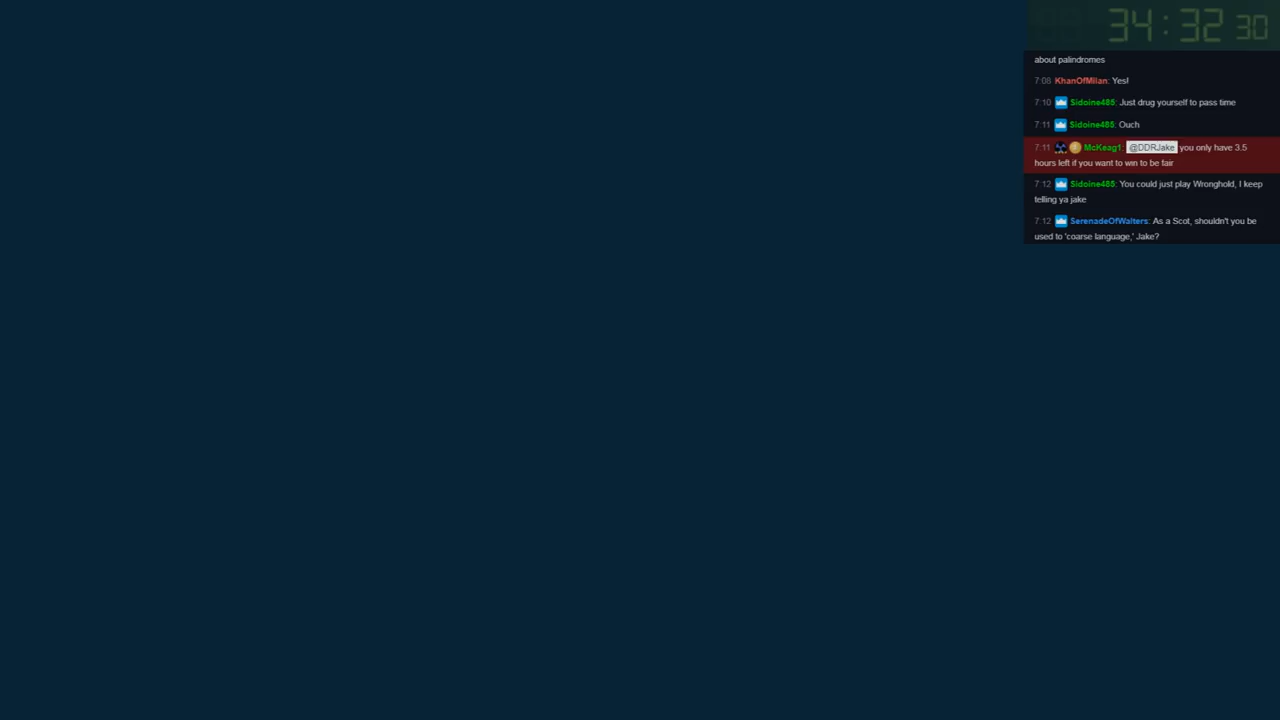 34:32 30
about palindromes
7:08 KhanOfMilan: Yes!
7:10 Sidoine485: Just drug yourself to pass time
7:11 Sidoine485: Ouch
7:11 McKeag1: @DDRJake you only have 3.5
hours left if you want to win to be fair
7:12 Sidoine485: You could just play Wronghold, I keep
telling ya jake
7:12 SerenadeOfWalters: As a Scot, shouldn't you be
used to 'coarse language,' Jake?